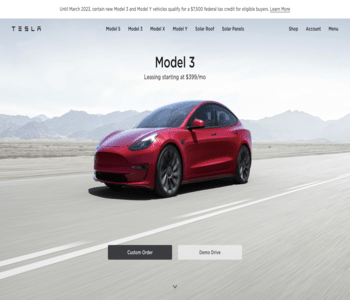 Until March 2023, certain new Model 3 and Model Y vehicles qualify for a $7,500 federal tax credit for eligible buyers. Learn More
TESLA Model S Model 3 Model X Model Y Solar Roof Solar Panels Shop Account Menu
Model 3
Leasing starting at $399/mo
Custom Order Demo Drive